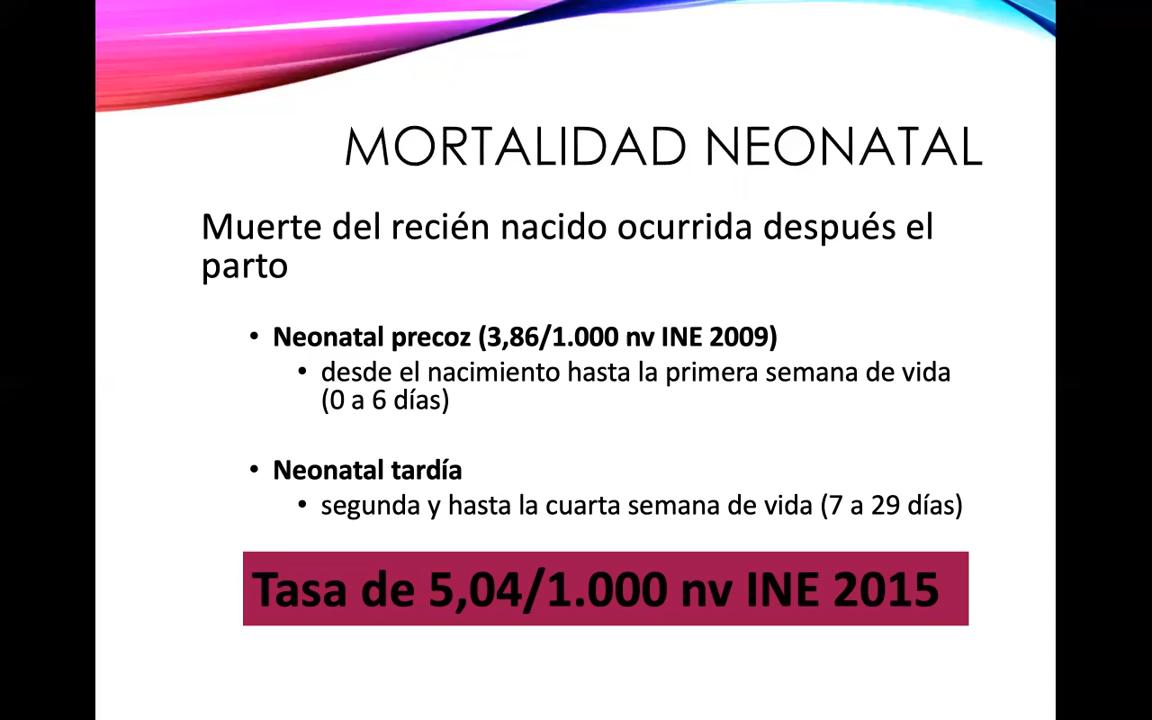 MORTALIDAD NEONATAL
Muerte del recién nacido ocurrida después el
parto
• Neonatal precoz (3,86/1.000 nv INE 2009)
• desde el nacimiento hasta la primera semana de vida
(0 a 6 días)
• Neonatal tardía
• segunda y hasta la cuarta semana de vida (7 a 29 días)
Tasa de 5,04/1.000 nv INE 2015